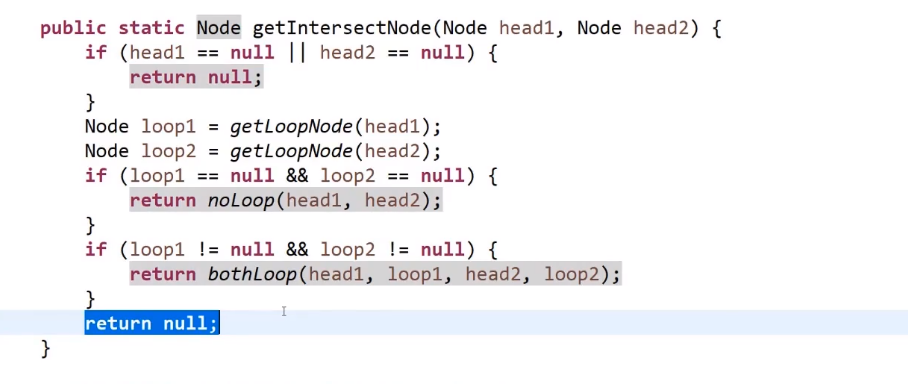 public static Node getIntersectNode(Node head1, Node head2) {
    if (head1 == null || head2 == null) {
        return null;
    }
    Node loop1 = getLoopNode(head1);
    Node loop2 = getLoopNode(head2);
    if (loop1 == null && loop2 == null) {
        return noLoop(head1, head2);
    }
    if (loop1 != null && loop2 != null) {
        return bothLoop(head1, loop1, head2, loop2);
    }
    return null;
}